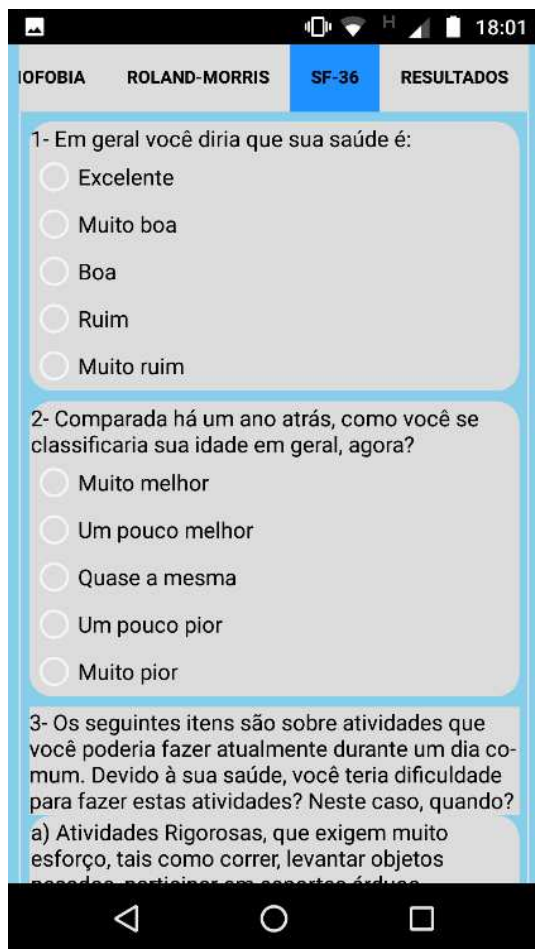 H 18:01
IOFOBIA ROLAND-MORRIS SF-36 RESULTADOS
1- Em geral você diria que sua saúde é:
Excelente
Muito boa
Boa
Ruim
Muito ruim
2- Comparada há um ano atrás, como você se
classificaria sua idade em geral, agora?
Muito melhor
Um pouco melhor
Quase a mesma
Um pouco pior
Muito pior
3- Os seguintes itens são sobre atividades que
você poderia fazer atualmente durante um dia co-
mum. Devido à sua saúde, você teria dificuldade
para fazer estas atividades? Neste caso, quando?
a) Atividades Rigorosas, que exigem muito
esforço, tais como correr, levantar objetos